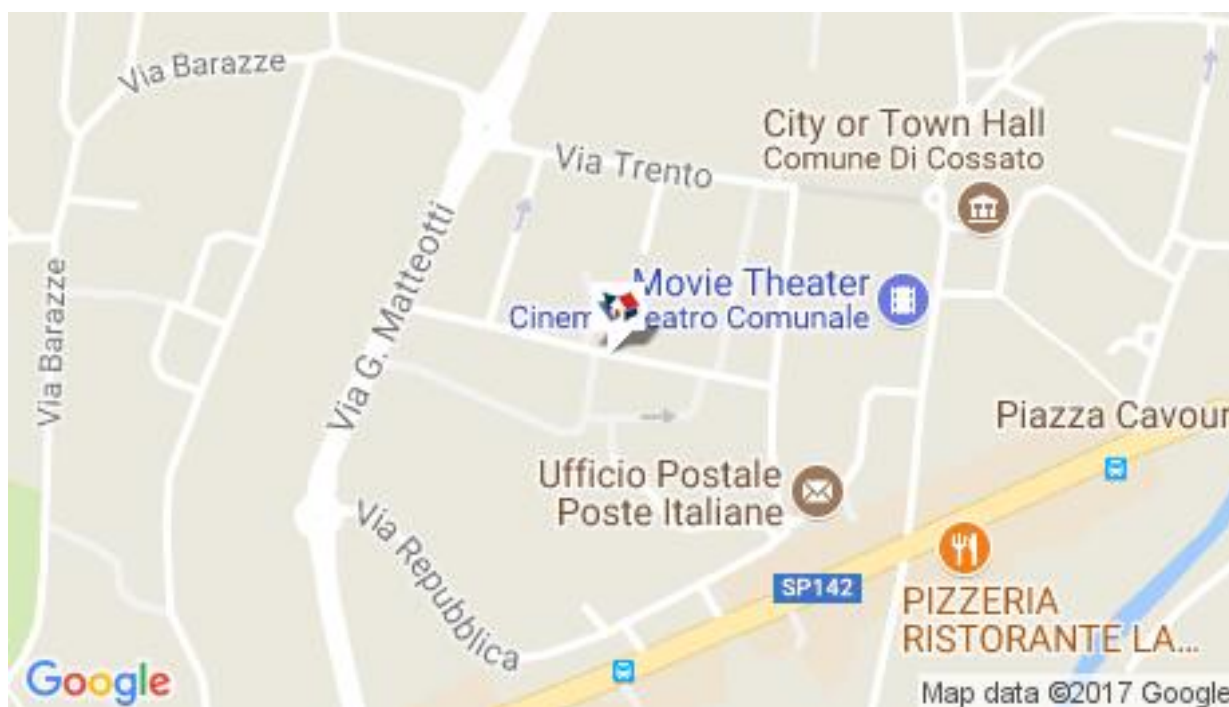 Via Barazze
City or Town Hall
Comune Di Cossato
Via Trento
Via G. Matteotti
Via Barazze
Movie Theater
Cinem eatro Comunale
Piazza Cavour
Ufficio Postale
Poste Italiane
Via Repubblica
SP142
PIZZERIA
RISTORANTE LA...
Google
Map data ©2017 Google